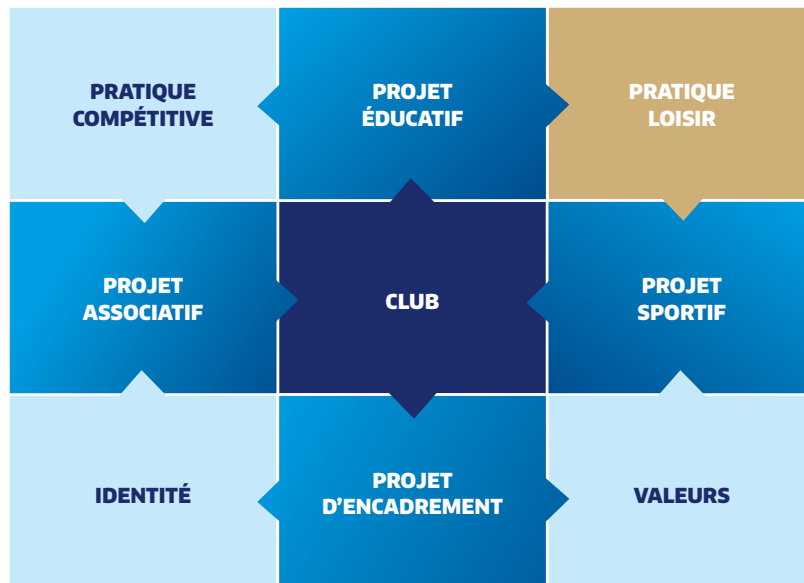 PRATIQUE
COMPÉTITIVE
PROJET
ÉDUCATIF
PRATIQUE
LOISIR
PROJET
ASSOCIATIF
CLUB
PROJET
SPORTIF
IDENTITÉ
PROJET
D'ENCADREMENT
VALEURS